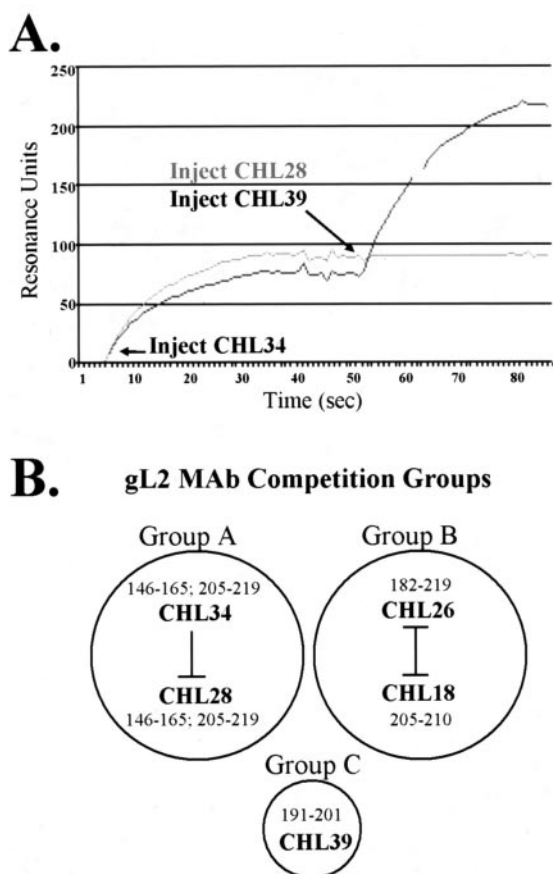 A.
250
200
150
100
50
0
Resonance Units
Inject CHL28
Inject CHL39
Inject CHL34
1 10 20 30 40 50 60 70 80
Time (sec)
B. gL2 MAb Competition Groups
Group A
146-165; 205-219
CHL34
CHL28
146-165; 205-219
Group B
182-219
CHL26
CHL18
205-210
Group C
191-201
CHL39